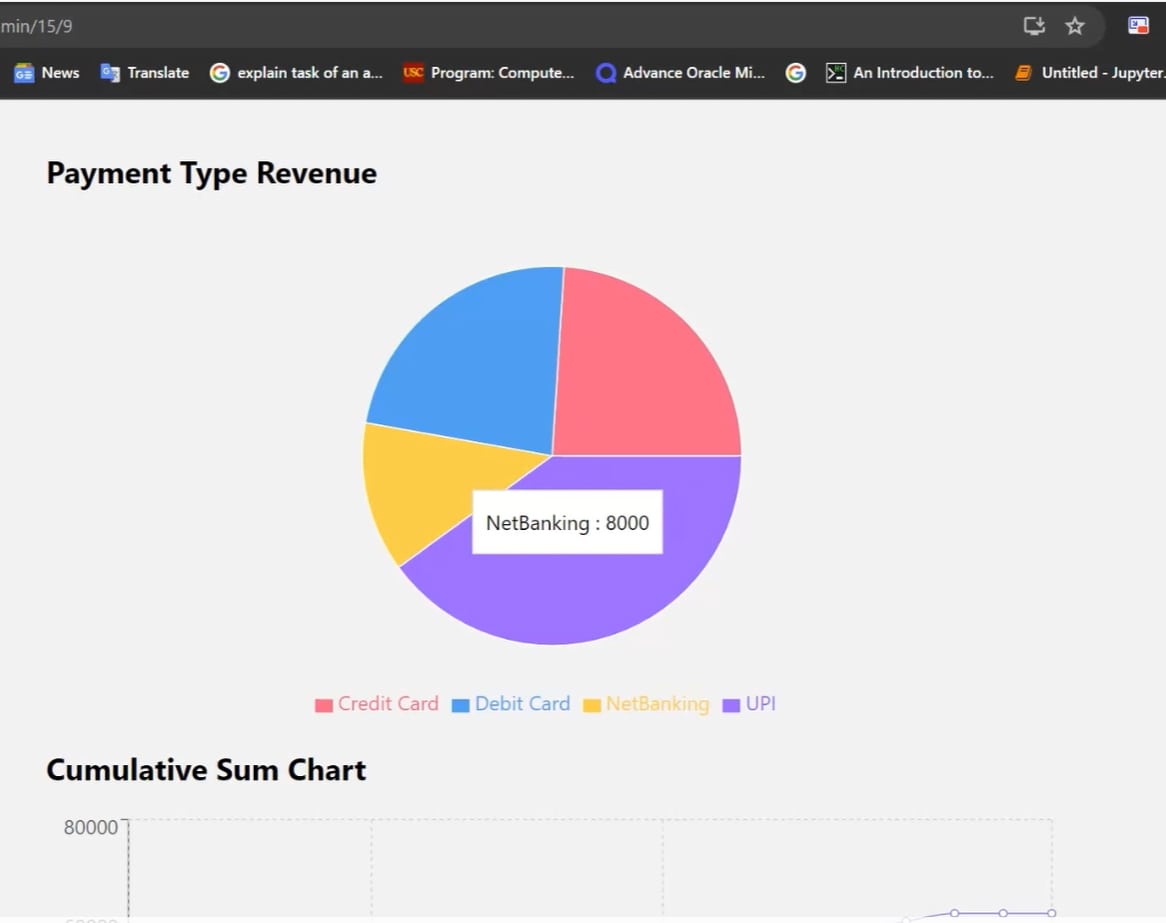 min/15/9
News Translate explain task of an a... USC Program: Compute... Advance Oracle Mi... An Introduction to... Untitled - Jupyter.
Payment Type Revenue
NetBanking : 8000
Credit Card Debit Card NetBanking UPI
Cumulative Sum Chart
80000